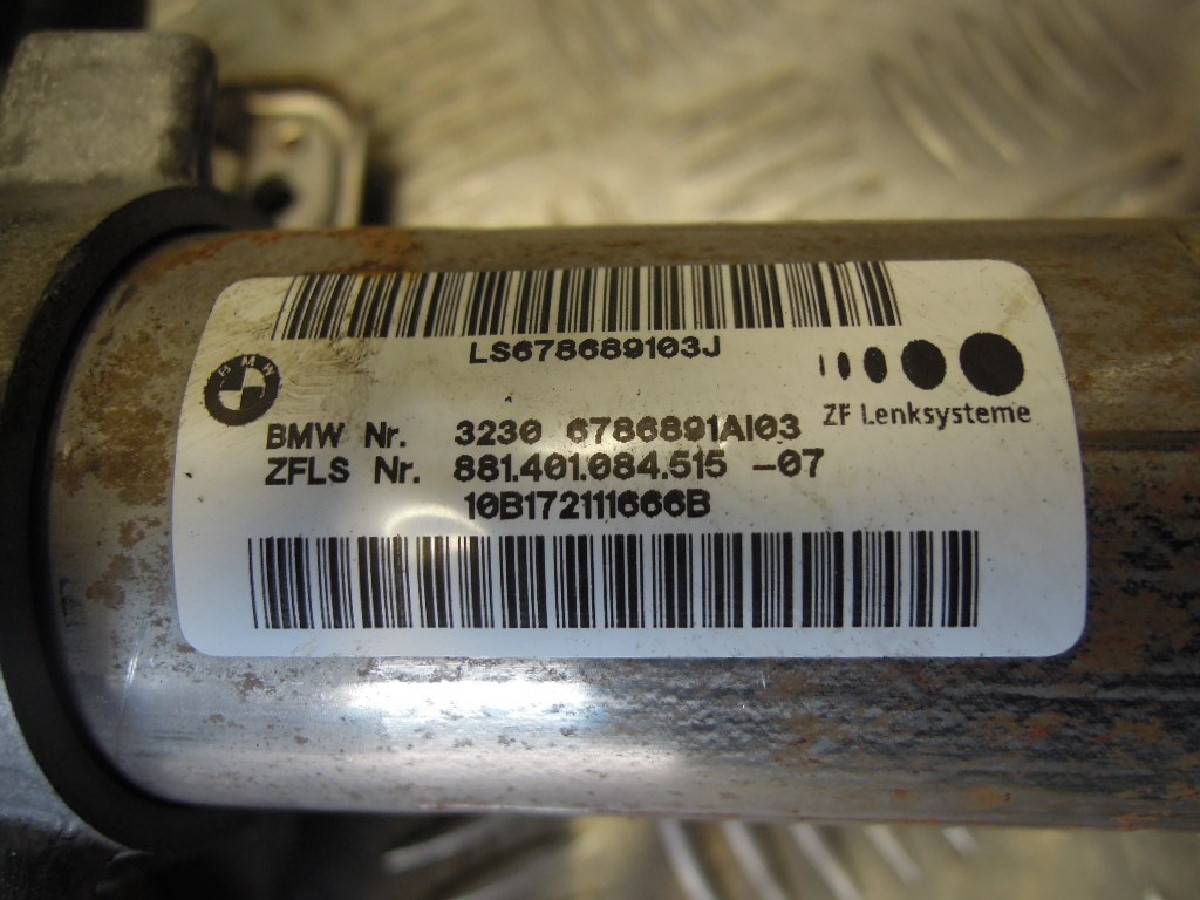 LS678689103J
BMW
ZF Lenksysteme
BMW Nr. 3230 6786891AI03
ZFLS Nr. 881.401.084.515 -07
10B172111666B